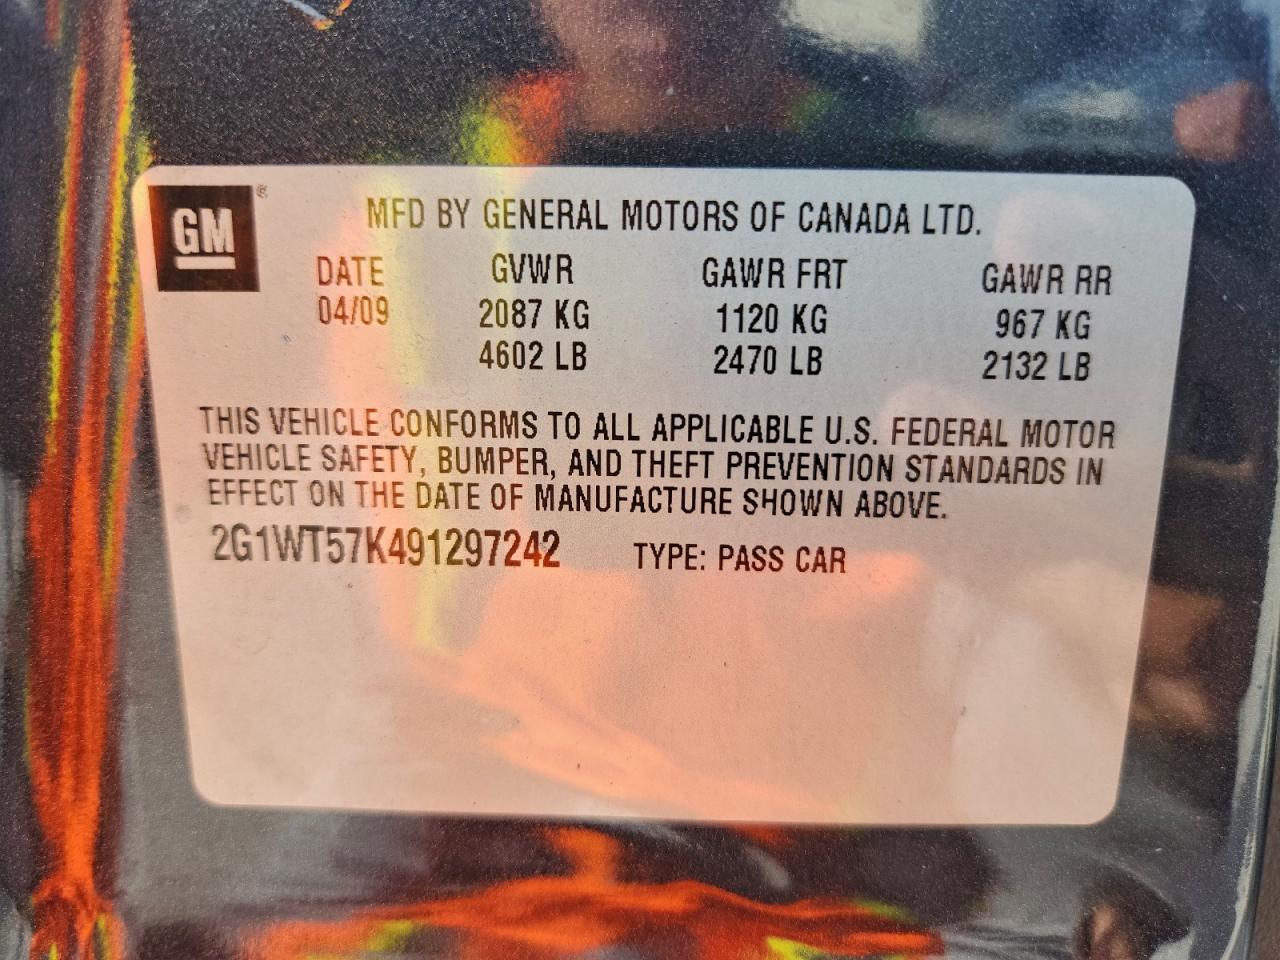 GM ®
MFD BY GENERAL MOTORS OF CANADA LTD.
DATE GVWR GAWR FRT GAWR RR
04/09 2087 KG 1120 KG 967 KG
4602 LB 2470 LB 2132 LB
THIS VEHICLE CONFORMS TO ALL APPLICABLE U.S. FEDERAL MOTOR
VEHICLE SAFETY, BUMPER, AND THEFT PREVENTION STANDARDS IN
EFFECT ON THE DATE OF MANUFACTURE SHOWN ABOVE.
2G1WT57K491297242 TYPE: PASS CAR